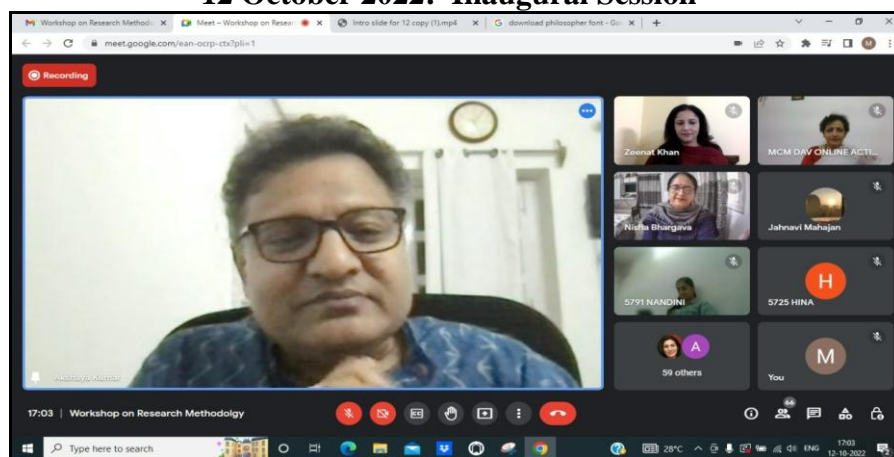 12 October 2022: Inaugural Session
Workshop on Research Methodo
Meet – Workshop on Resear
Intro slide for 12 copy (1).mp4
download philosopher font - Go
meet.google.com/ean-ocrp-ctx?pli=1
M
Recording
Zeenat Khan
MCM DAV ONLINE ACTI...
Nisha Bhargava
Jahnavi Mahajan
5791 NANDINI
H
5725 HINA
A
59 others
M
You
Akshaya Kumar
17:03 | Workshop on Research Methodolgy
66
Type here to search
28°C
ENG
17:03
12-10-2022